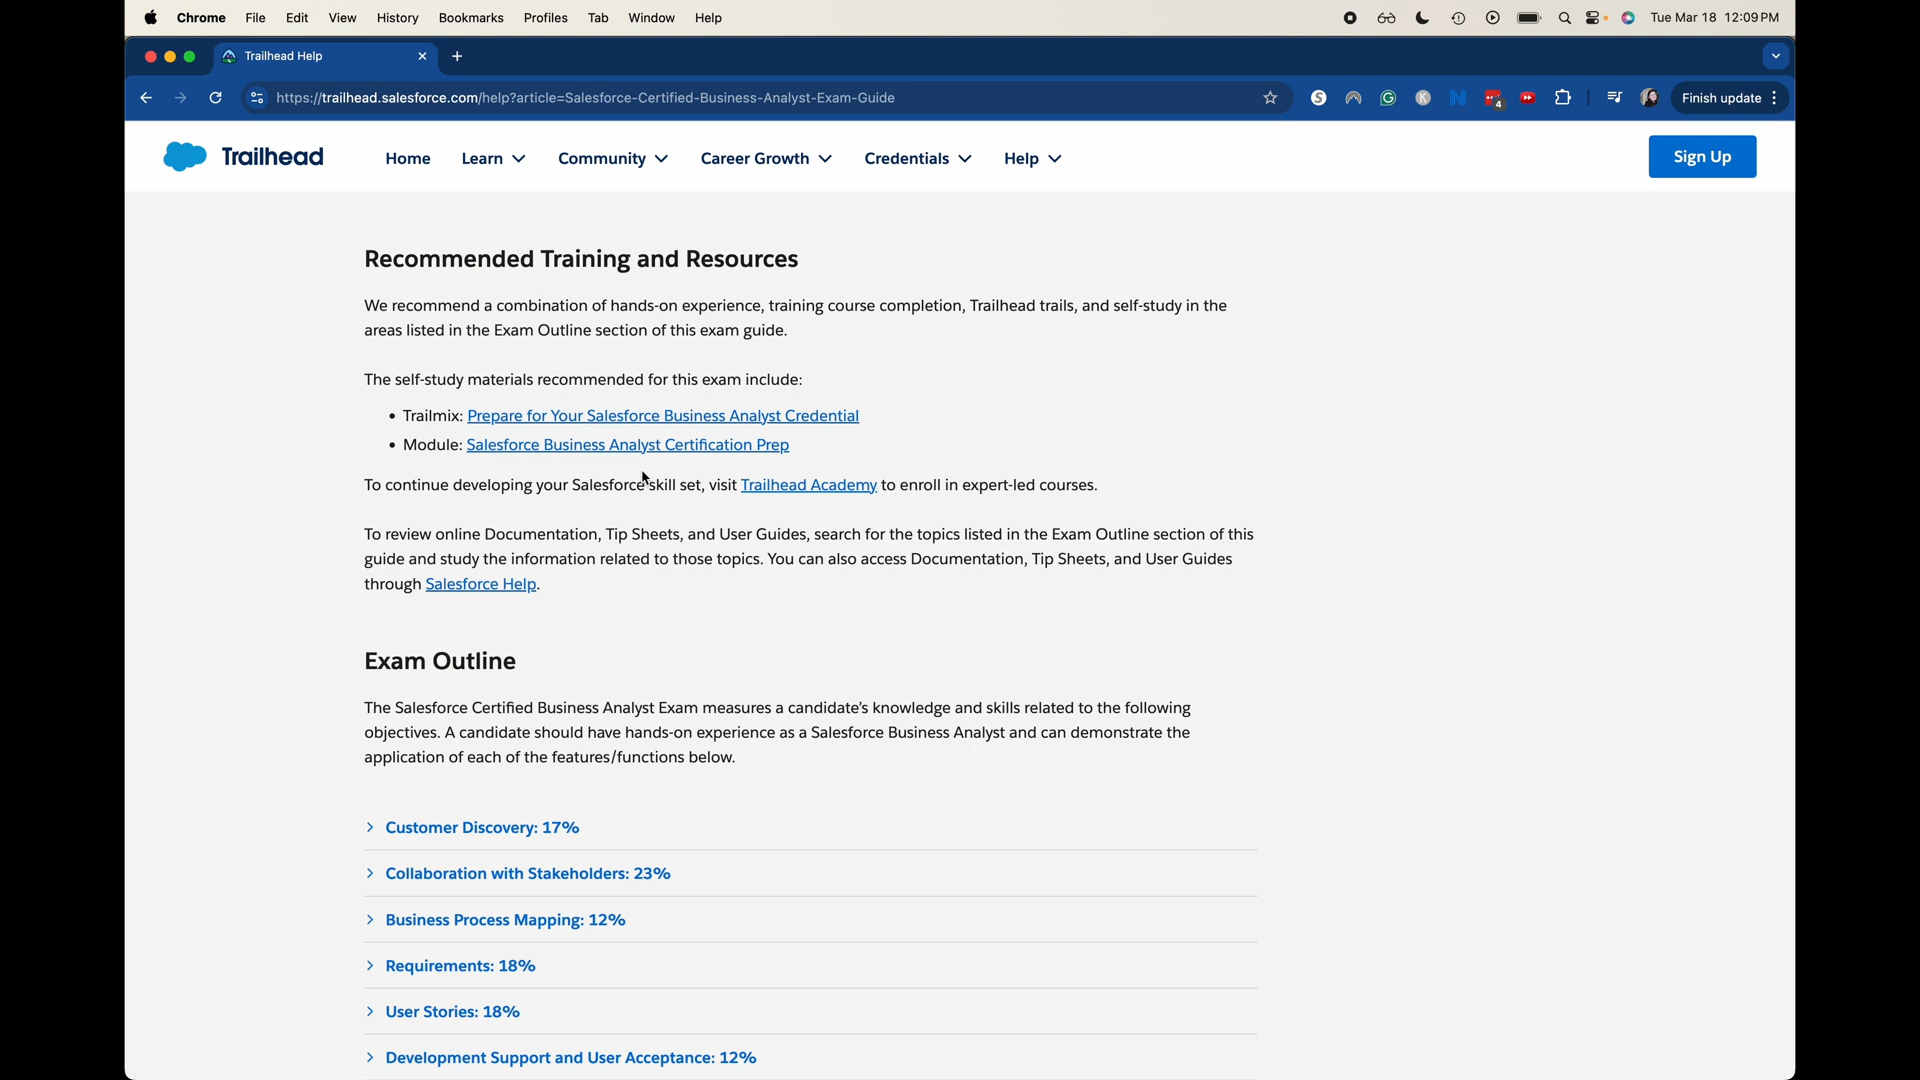 Chrome File Edit View History Bookmarks Profiles Tab Window Help Tue Mar 18 12:09 PM
Trailhead Help
https://trailhead.salesforce.com/help?article=Salesforce-Certified-Business-Analyst-Exam-Guide 4 Finish update
Trailhead Home Learn Community Career Growth Credentials Help Sign Up
Recommended Training and Resources
We recommend a combination of hands-on experience, training course completion, Trailhead trails, and self-study in the
areas listed in the Exam Outline section of this exam guide.
The self-study materials recommended for this exam include:
• Trailmix: Prepare for Your Salesforce Business Analyst Credential
• Module: Salesforce Business Analyst Certification Prep
To continue developing your Salesforce skill set, visit Trailhead Academy to enroll in expert-led courses.
To review online Documentation, Tip Sheets, and User Guides, search for the topics listed in the Exam Outline section of this
guide and study the information related to those topics. You can also access Documentation, Tip Sheets, and User Guides
through Salesforce Help.
Exam Outline
The Salesforce Certified Business Analyst Exam measures a candidate's knowledge and skills related to the following
objectives. A candidate should have hands-on experience as a Salesforce Business Analyst and can demonstrate the
application of each of the features/functions below.
Customer Discovery: 17%
Collaboration with Stakeholders: 23%
Business Process Mapping: 12%
Requirements: 18%
User Stories: 18%
Development Support and User Acceptance: 12%